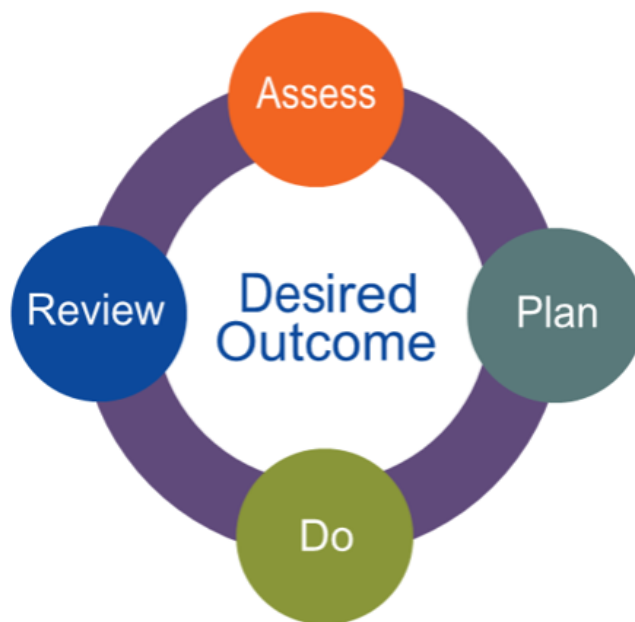 Assess
Review
Desired
Outcome
Plan
Do